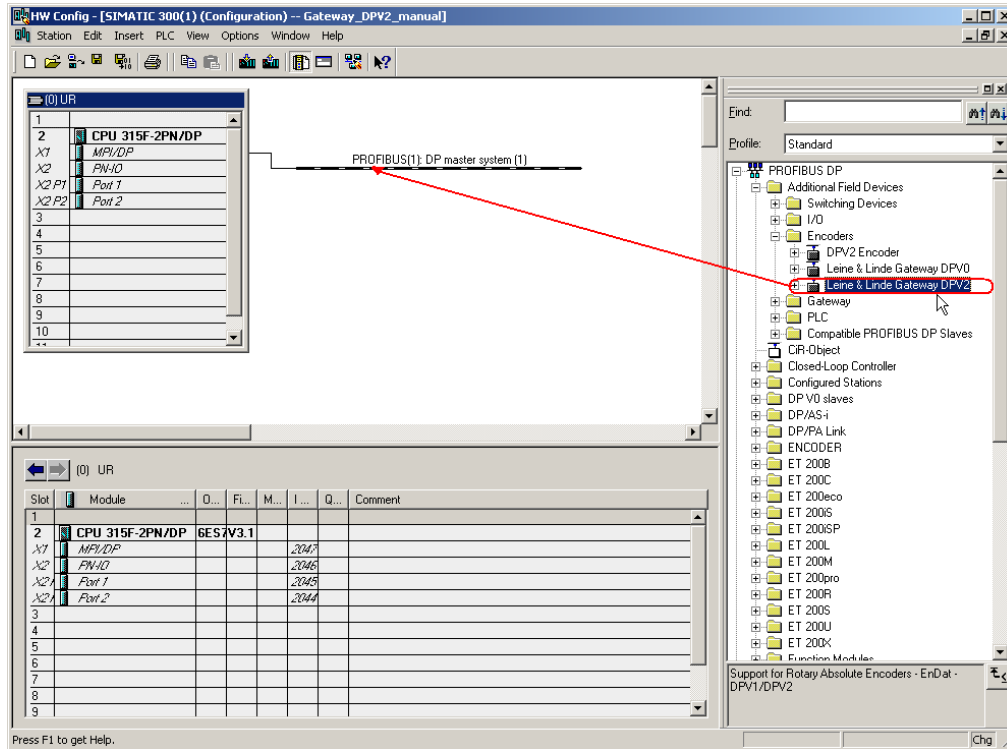 HW Config - [SIMATIC 300(1) (Configuration) -- Gateway_DPV2_manual]
Station Edit Insert PLC View Options Window Help
(0) UR
1
2 CPU 315F-2PN/DP
X1 MPI/DP
X2 PN-IO
X2 P1 Port 1
X2 P2 Port 2
3
4
5
6
7
8
9
10
PROFIBUS(1): DP master system (1)
Find:
Profile: Standard
PROFIBUS DP
Additional Field Devices
Switching Devices
I/O
Encoders
DPV2 Encoder
Leine & Linde Gateway DPV0
Leine & Linde Gateway DPV2
Gateway
PLC
Compatible PROFIBUS DP Slaves
CiR-Object
Closed-Loop Controller
Configured Stations
DP V0 slaves
DP/AS-i
DP/PA Link
ENCODER
ET 200B
ET 200C
ET 200eco
ET 200iS
ET 200iSP
ET 200L
ET 200M
ET 200pro
ET 200R
ET 200S
ET 200U
ET 200X
Function Modules
Support for Rotary Absolute Encoders - EnDat -
DPV1/DPV2
(0) UR
Slot Module ... O... Fi... M... I ... Q... Comment
1
2 CPU 315F-2PN/DP 6ES7 V3.1
X1 MPI/DP 2047
X2 PN-IO 2046
X2 Port 1 2045
X2 Port 2 2044
3
4
5
6
7
8
9
Press F1 to get Help.
Chg